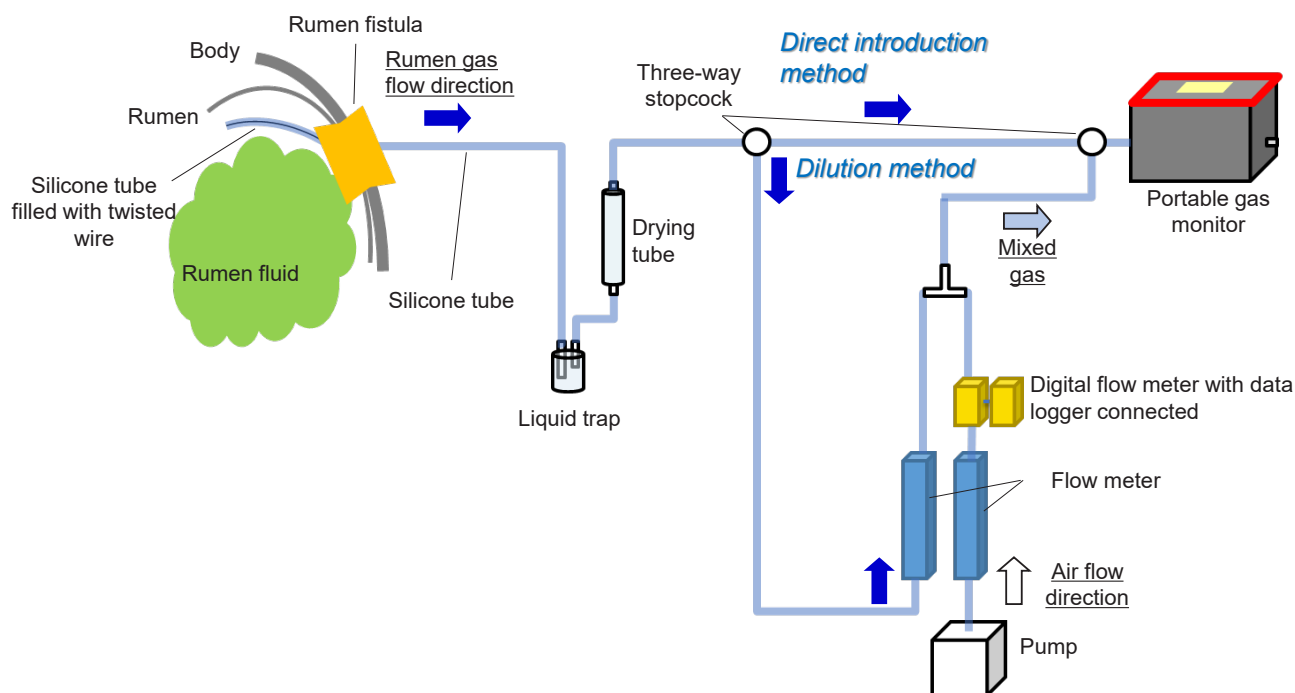 Rumen fistula
Body
Rumen gas
flow direction
Direct introduction
method
Three-way
stopcock
Rumen
Dilution method
Silicone tube
filled with twisted
wire
Portable gas
monitor
Drying
tube
Mixed
gas
Rumen fluid
Silicone tube
Digital flow meter with data
logger connected
Liquid trap
Flow meter
Air flow
direction
Pump